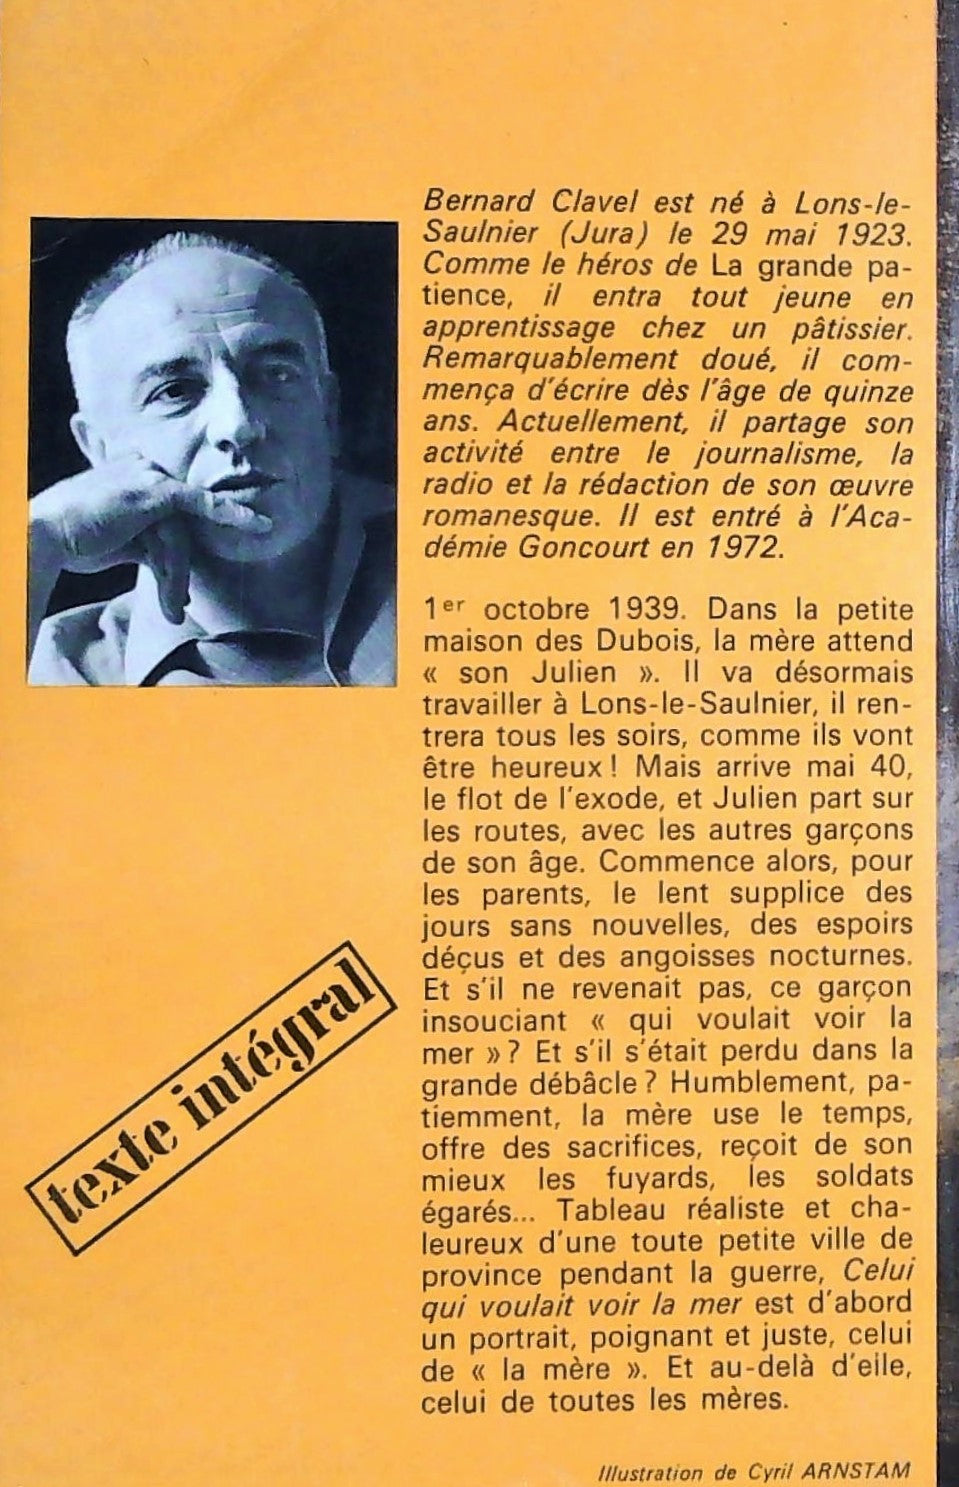 Bernard Clavel est né à Lons-le-
Saulnier (Jura) le 29 mai 1923.
Comme le héros de La grande pa-
tience, il entra tout jeune en
apprentissage chez un pâtissier.
Remarquablement doué, il com-
mença d'écrire dès l'âge de quinze
ans. Actuellement, il partage son
activité entre le journalisme, la
radio et la rédaction de son œuvre
romanesque. Il est entré à l'Aca-
démie Goncourt en 1972.
1er octobre 1939. Dans la petite
maison des Dubois, la mère attend
« son Julien ». Il va désormais
travailler à Lons-le-Saulnier, il ren-
trera tous les soirs, comme ils vont
être heureux ! Mais arrive mai 40,
le flot de l'exode, et Julien part sur
les routes, avec les autres garçons
de son âge. Commence alors, pour
les parents, le lent supplice des
jours sans nouvelles, des espoirs
déçus et des angoisses nocturnes.
Et s'il ne revenait pas, ce garçon
insouciant « qui voulait voir la
mer » ? Et s'il s'était perdu dans la
grande débâcle ? Humblement, pa-
tiemment, la mère use le temps,
offre des sacrifices, reçoit de son
mieux les fuyards, les soldats
égarés... Tableau réaliste et cha-
leureux d'une toute petite ville de
province pendant la guerre, Celui
qui voulait voir la mer est d'abord
un portrait, poignant et juste, celui
de « la mère ». Et au-delà d'elle,
celui de toutes les mères.
texte intégral
Illustration de Cyril ARNSTAM